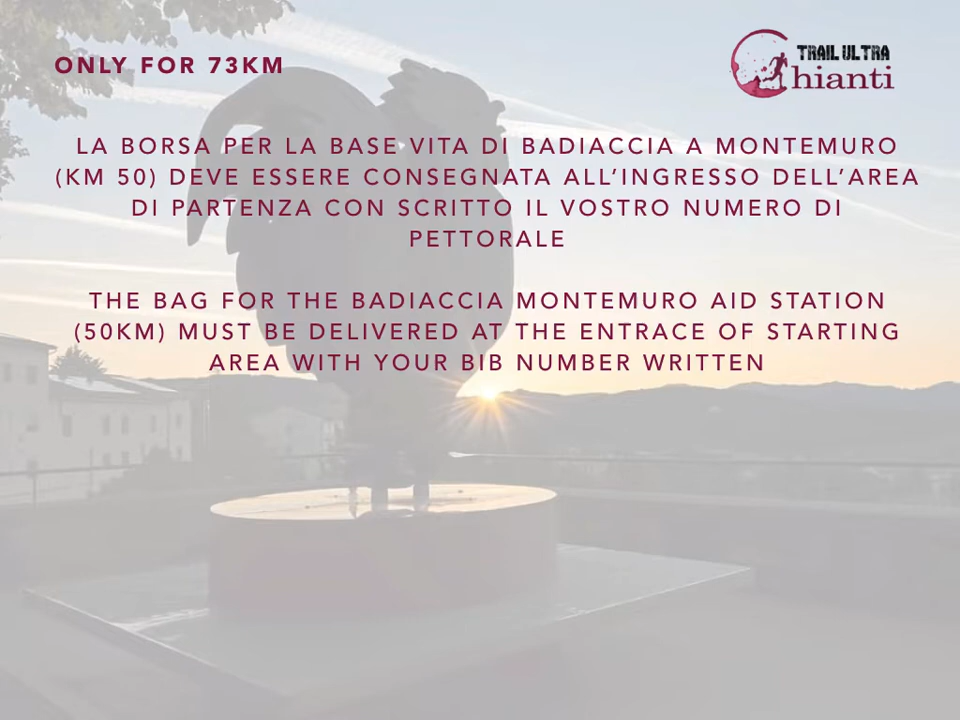 ONLY FOR 73KM
TRAIL ULTRA
Chianti
LA BORSA PER LA BASE VITA DI BADIACCIA A MONTEMURO
(KM 50) DEVE ESSERE CONSEGNATA ALL'INGRESSO DELL'AREA
DI PARTENZA CON SCRITTO IL VOSTRO NUMERO DI
PETTORALE
THE BAG FOR THE BADIACCIA MONTEMURO AID STATION
(50KM) MUST BE DELIVERED AT THE ENTRACE OF STARTING
AREA WITH YOUR BIB NUMBER WRITTEN